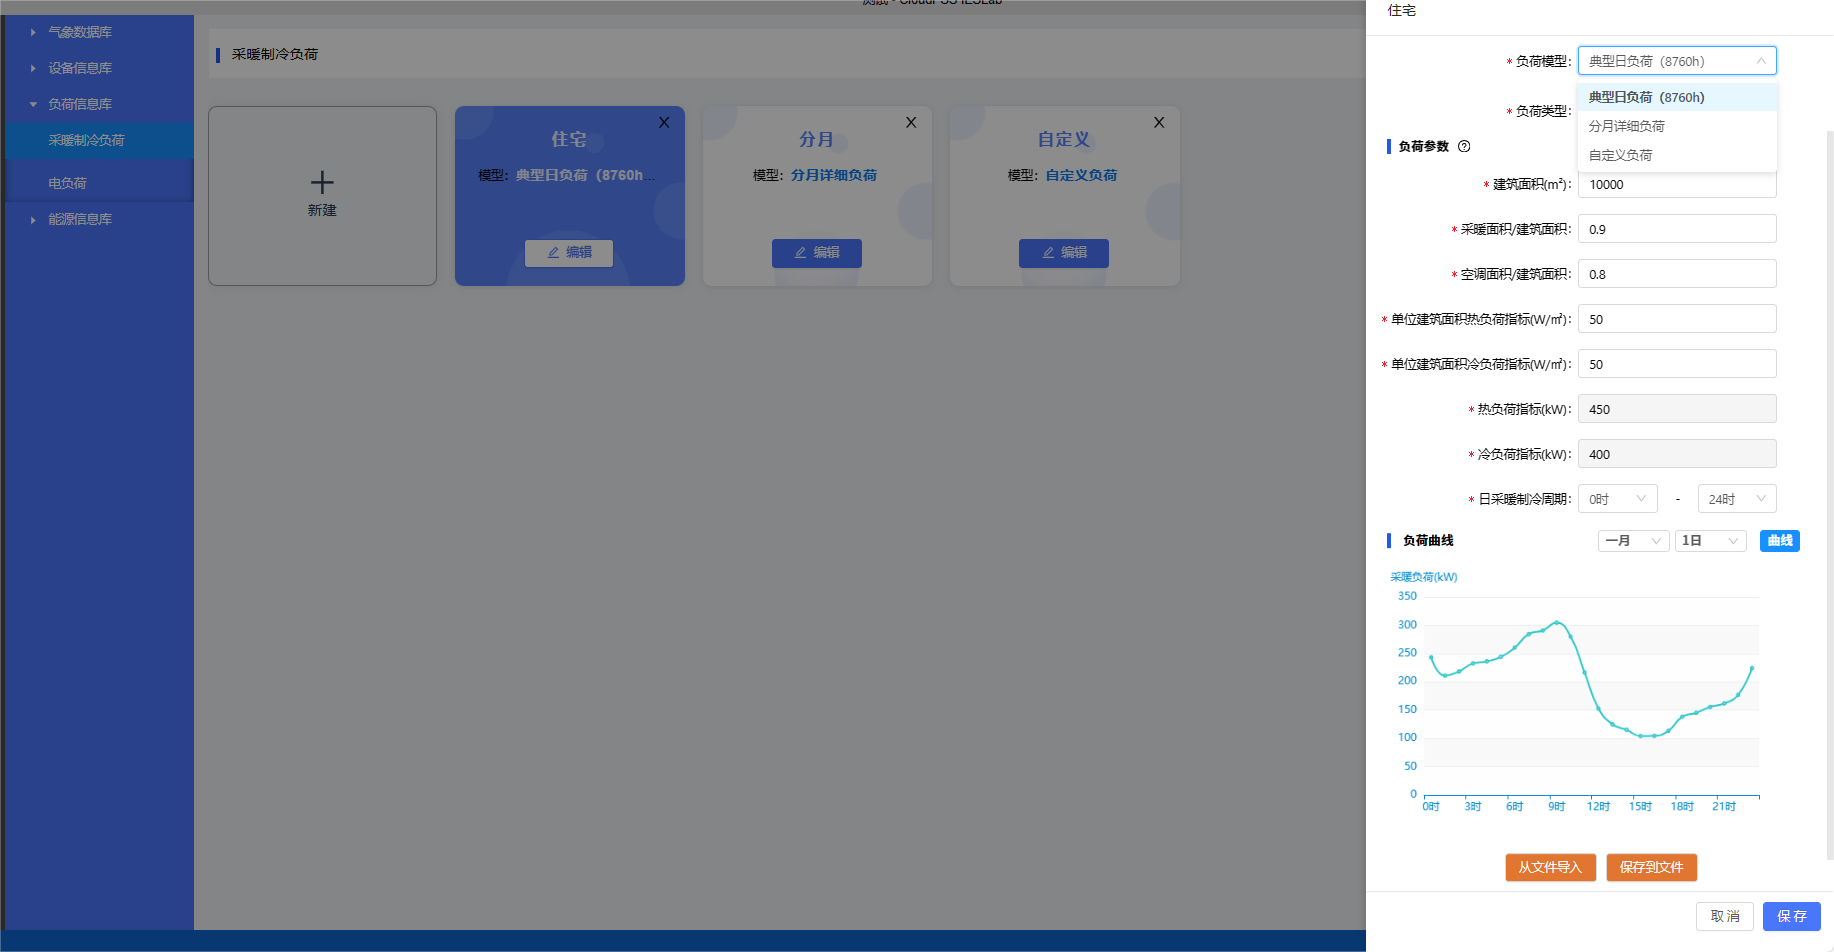 测试 - CloudPSS IESLab
气象数据库
设备信息库
负荷信息库
采暖制冷负荷
电负荷
能源信息库
采暖制冷负荷
新建
住宅
X
模型：典型日负荷（8760h...
编辑
分月
X
模型：分月详细负荷
编辑
自定义
X
模型：自定义负荷
编辑
住宅
* 负荷模型：
典型日负荷（8760h）
* 负荷类型：
典型日负荷（8760h）
分月详细负荷
自定义负荷
负荷参数
* 建筑面积(m²)：
10000
* 采暖面积/建筑面积：
0.9
* 空调面积/建筑面积：
0.8
* 单位建筑面积热负荷指标(W/㎡)：
50
* 单位建筑面积冷负荷指标(W/㎡)：
50
* 热负荷指标(kW)：
450
* 冷负荷指标(kW)：
400
* 日采暖制冷周期：
0时 - 24时
负荷曲线
一月
1日
曲线
采暖负荷(kW)
350
300
250
200
150
100
50
0
0时 3时 6时 9时 12时 15时 18时 21时
从文件导入
保存到文件
取消
保存